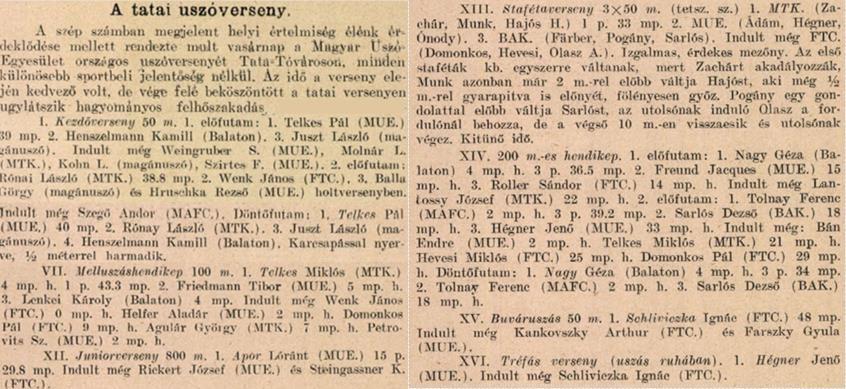 A tatai uszóverseny.
A szép számban megjelent helyi értelmiség élénk ér-
deklődése mellett rendezte mult vasárnap a Magyar Uszó-
Egyesület országos uszóversenyét Tata-Tóvároson, minden
különösebb sportbeli jelentőség nélkül. Az idő a verseny ele-
jén kedvező volt, de vége felé beköszöntött a tatai versenyen
ugylátszik hagyományos felhőszakadás
I. Kezdőverseny 50 m. 1. előfutam: 1. Telkes Pál (MUE.)
39 mp. 2. Henszelmann Kamill (Balaton). 3. Juszt László (ma-
gánuszó). Indult még Weingruber S. (MUE.), Molnár L.
(MTK.), Kohn L. (magánuszó), Szirtes F. (MUE.). 2. előfutam:
Rónai László (MTK.) 38.8 mp. 2. Wenk János (FTC.), 3. Balla
György (magánuszó) és Hruschka Rezső (MUE.) holtversenyben.
Indult még Szegő Andor (MAFC.). Döntőfutam: 1. Telkes Pál
(MUE.) 40 mp. 2. Rónay László (MTK.). 3. Juszt László (ma-
gánuszó). 4. Henszelmann Kamill (Balaton). Karcsapással nyer-
ve, ½ méterrel harmadik.
VII. Melluszáshendikep 100 m. 1. Telkes Miklós (MTK.)
4 mp. h. 1 p. 43.3 mp. 2. Friedmann Tibor (MUE.) 5 mp. h.
3. Lenkei Károly (Balaton) 4 mp. Indult még Wenk János
(FTC.) 0 mp. h. Helfer Aladár (MUE.) 2 mp. h. Domonkos
Pál (FTC.) 9 mp. h. Agulár György (MTK.) 7 mp. h. Petro-
vits Sz. (MUE.) 2 mp. h.
XII. Juniorverseny 800 m. 1. Apor Lóránt (MUE.) 15 p.
29.8 mp. Indult még Rickert József (MUE.) és Steingassner K.
(FTC.).
XIII. Stafétaverseny 3×50 m. (tetsz. sz.) 1. MTK. (Za-
chár, Munk, Hajós H.) 1 p. 33 mp. 2. MUE. (Ádám, Hégner,
Ónody). 3. BAK. (Färber, Pogány, Sarlós). Indult még FTC.
(Domonkos, Hevesi, Olasz A.). Izgalmas, érdekes mezőny. Az első
staféták kb. egyszerre váltanak, mert Zachárt akadályozzák,
Munk azonban már 2 m.-rel előbb váltja Hajóst, aki még ½
m.-rel gyarapitva is előnyét, fölényesen győz. Pogány egy gon-
dolattal előbb váltja Sarlóst, az utolsónak induló Olasz a for-
dulónál behozza, de a végső 10 m.-en visszaesik és utolsónak
végez. Kitünő idő.
XIV. 200 m.-es hendikep. 1. előfutam: 1. Nagy Géza (Ba-
laton) 4 mp. h. 3 p. 36.5 mp. 2. Freund Jacques (MUE.) 15
mp. h. 3. Roller Sándor (FTC.) 14 mp. h. Indult még Lan-
tossy József (MTK.) 22 mp. h. 2. előfutam: 1. Tolnay Ferenc
(MAFC.) 2 mp. h. 3 p. 39.2 mp. 2. Sarlós Dezső (BAK.) 18
mp. h. 3. Hégner Jenő (MUE.) 33 mp. h. Indult még: Bán
Endre (MUE.) 2 mp. h. Telkes Miklós (MTK.) 21 mp. h.
Hevesi Miklós (FTC.) 25 mp. h. Domonkos Pál (FTC.) 29 mp.
h. Döntőfutam: 1. Nagy Géza (Balaton) 4 mp. h. 3 p. 34 mp.
2. Tolnay Ferenc (MAFC.) 2 mp. h. 3. Sarlós Dezső (BAK.)
18 mp. h.
XV. Buváruszás 50 m. 1. Schliviczka Ignác (FTC.) 48 mp.
Indult még Kankovszky Arthur (FTC.) és Farszky Gyula
(MUE.).
XVI. Tréfás verseny (uszás ruhában). 1. Hégner Jenő
(MUE.). Indult még Schliviczka Ignác (FTC.).